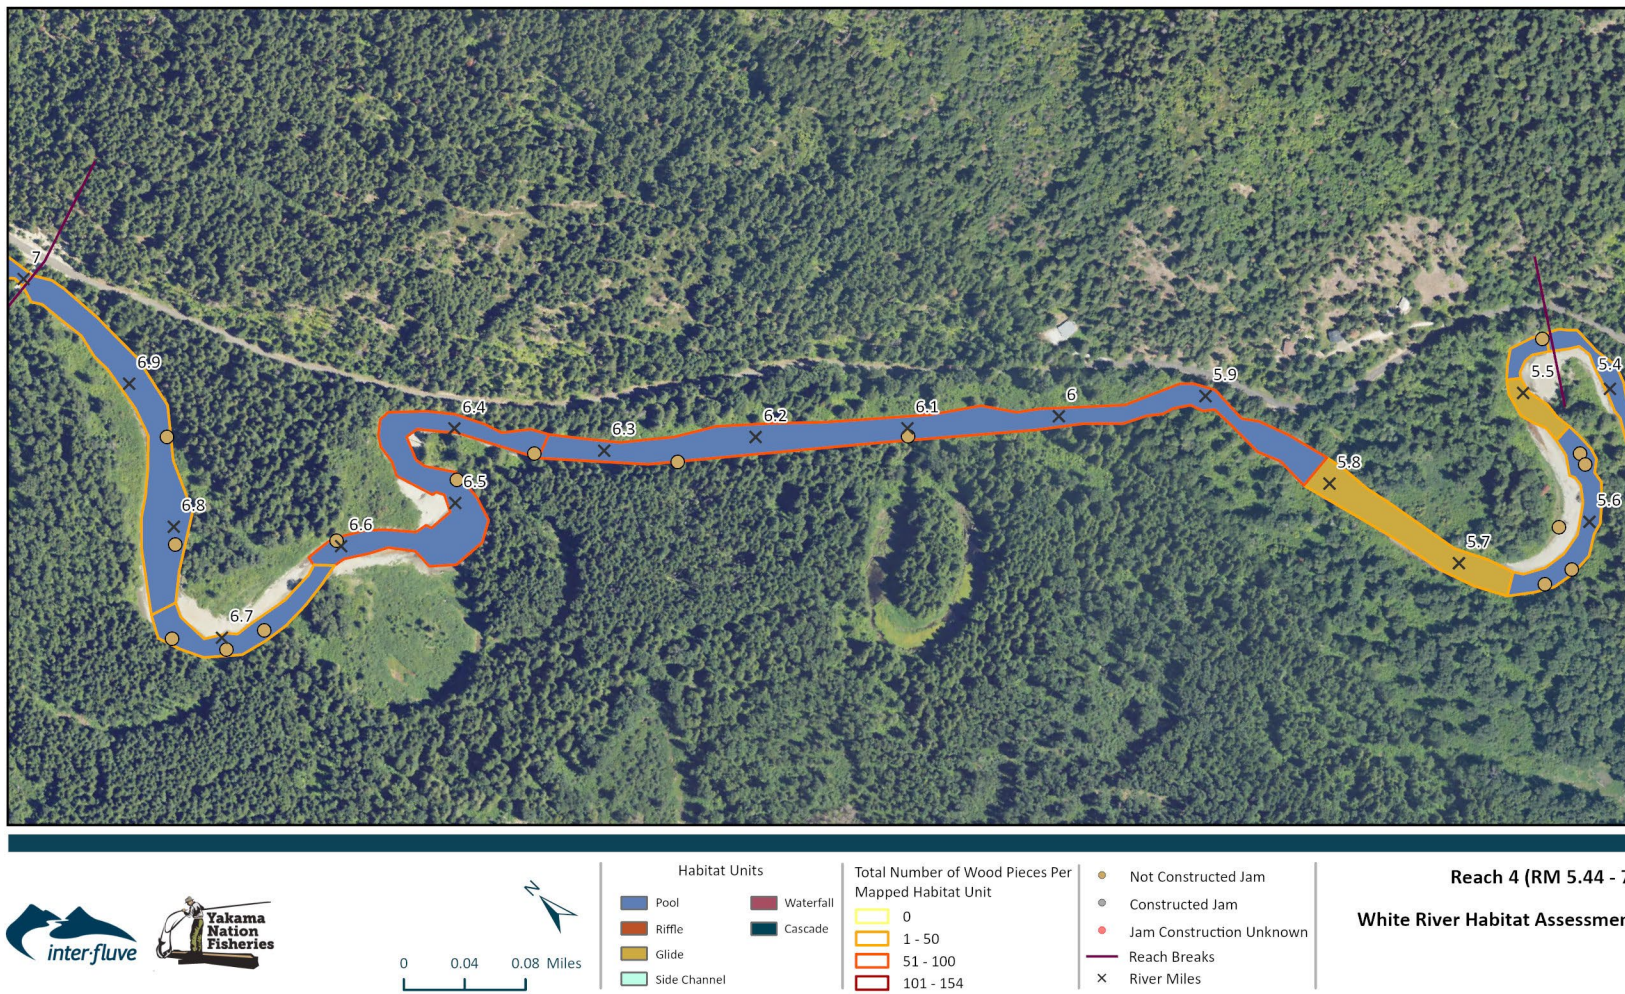 7
6.9
6.8
6.7
6.6
6.5
6.4
6.3
6.2
6.1
6
5.9
5.8
5.7
5.6
5.5
5.4
inter-fluve
Yakama
Nation
Fisheries
N
0 0.04 0.08 Miles
Habitat Units
Pool
Riffle
Glide
Side Channel
Waterfall
Cascade
Total Number of Wood Pieces Per
Mapped Habitat Unit
0
1 - 50
51 - 100
101 - 154
Not Constructed Jam
Constructed Jam
Jam Construction Unknown
Reach Breaks
River Miles
Reach 4 (RM 5.44 - 7
White River Habitat Assessmen